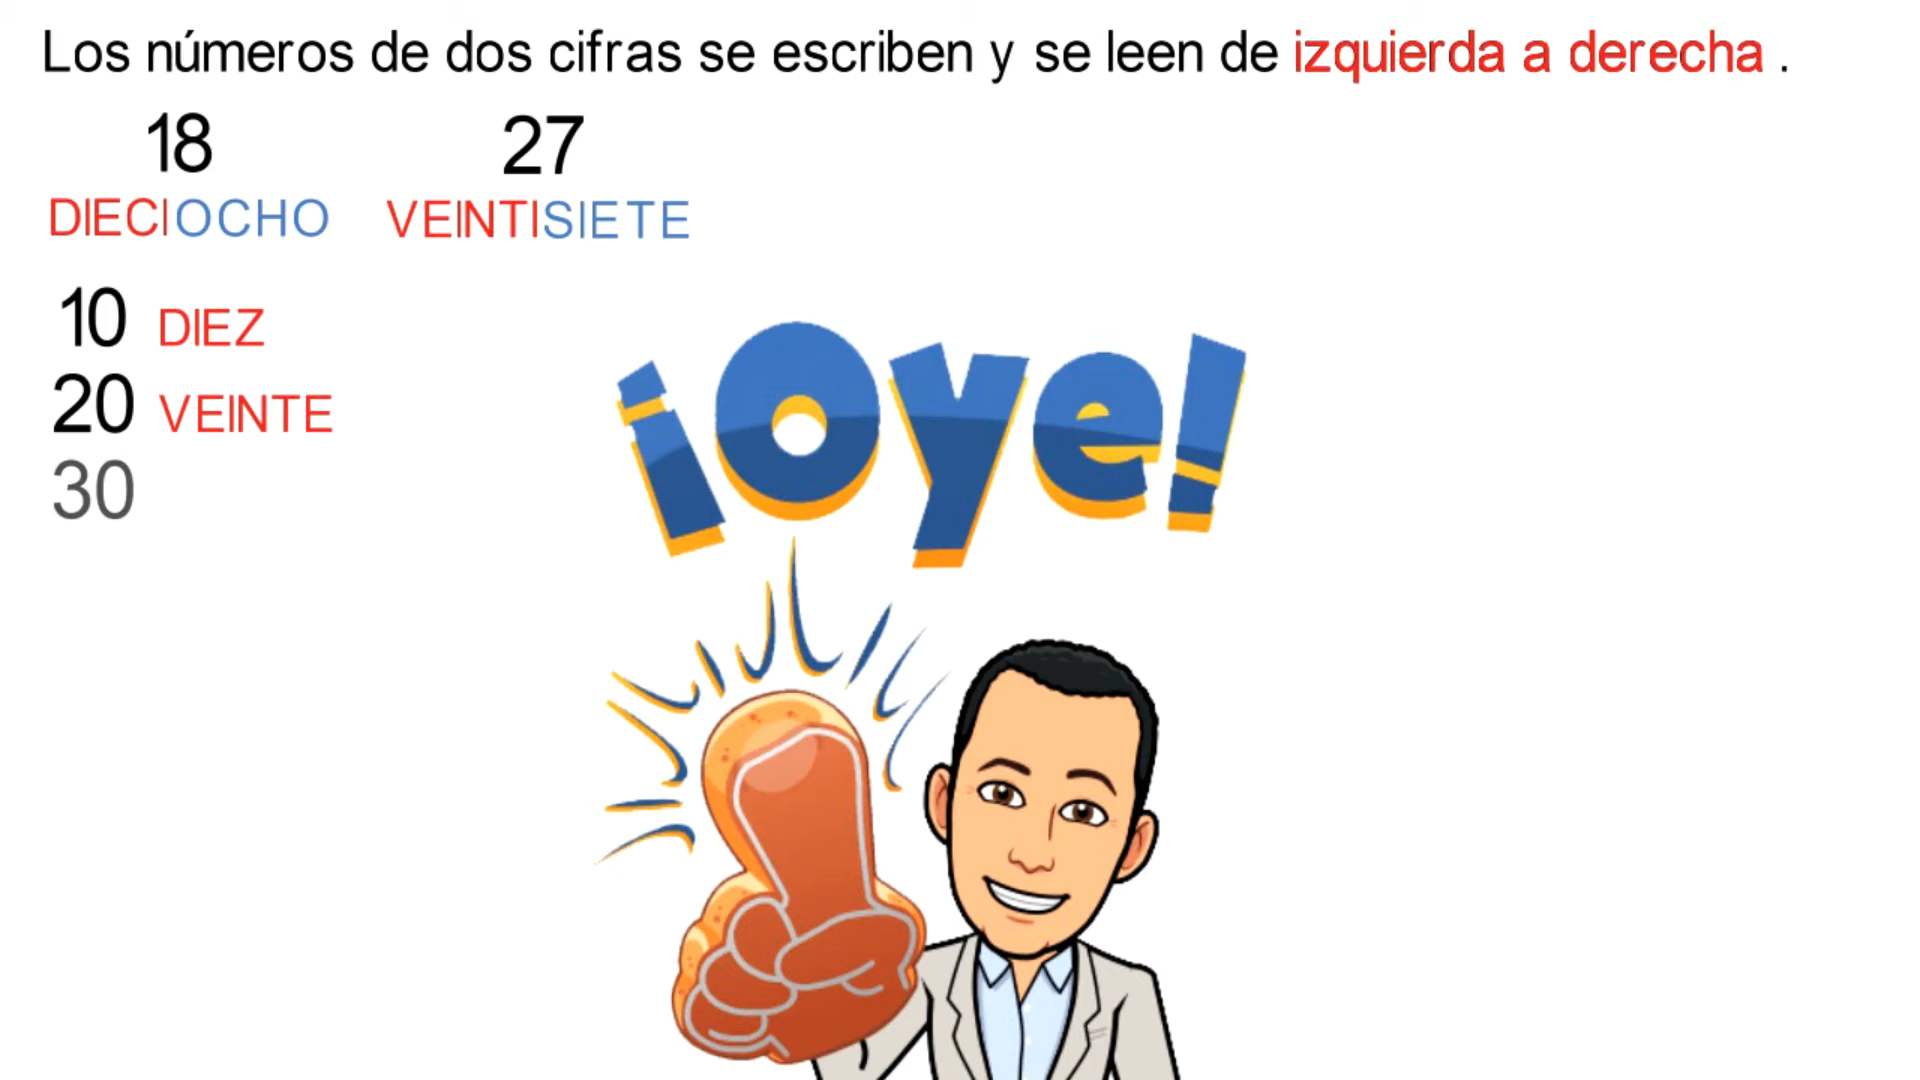 Los números de dos cifras se escriben y se leen de izquierda a derecha .
18 27
DIECIOCHO VEINTISIETE
10 DIEZ
20 VEINTE
30
¡Oye!